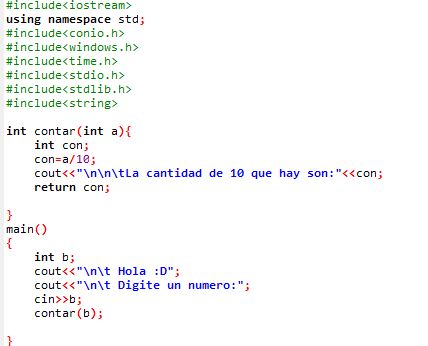 #include<iostream>
using namespace std;
#include<conio.h>
#include<windows.h>
#include<time.h>
#include<stdio.h>
#include<stdlib.h>
#include<string>
int contar(int a){
int con;
con=a/10;
cout<<"\n\n\tLa cantidad de 10 que hay son:"<<con;
return con;
}
main()
{
int b;
cout<<"\n\t Hola :D";
cout<<"\n\t Digite un numero:";
cin>>b;
contar(b);
}